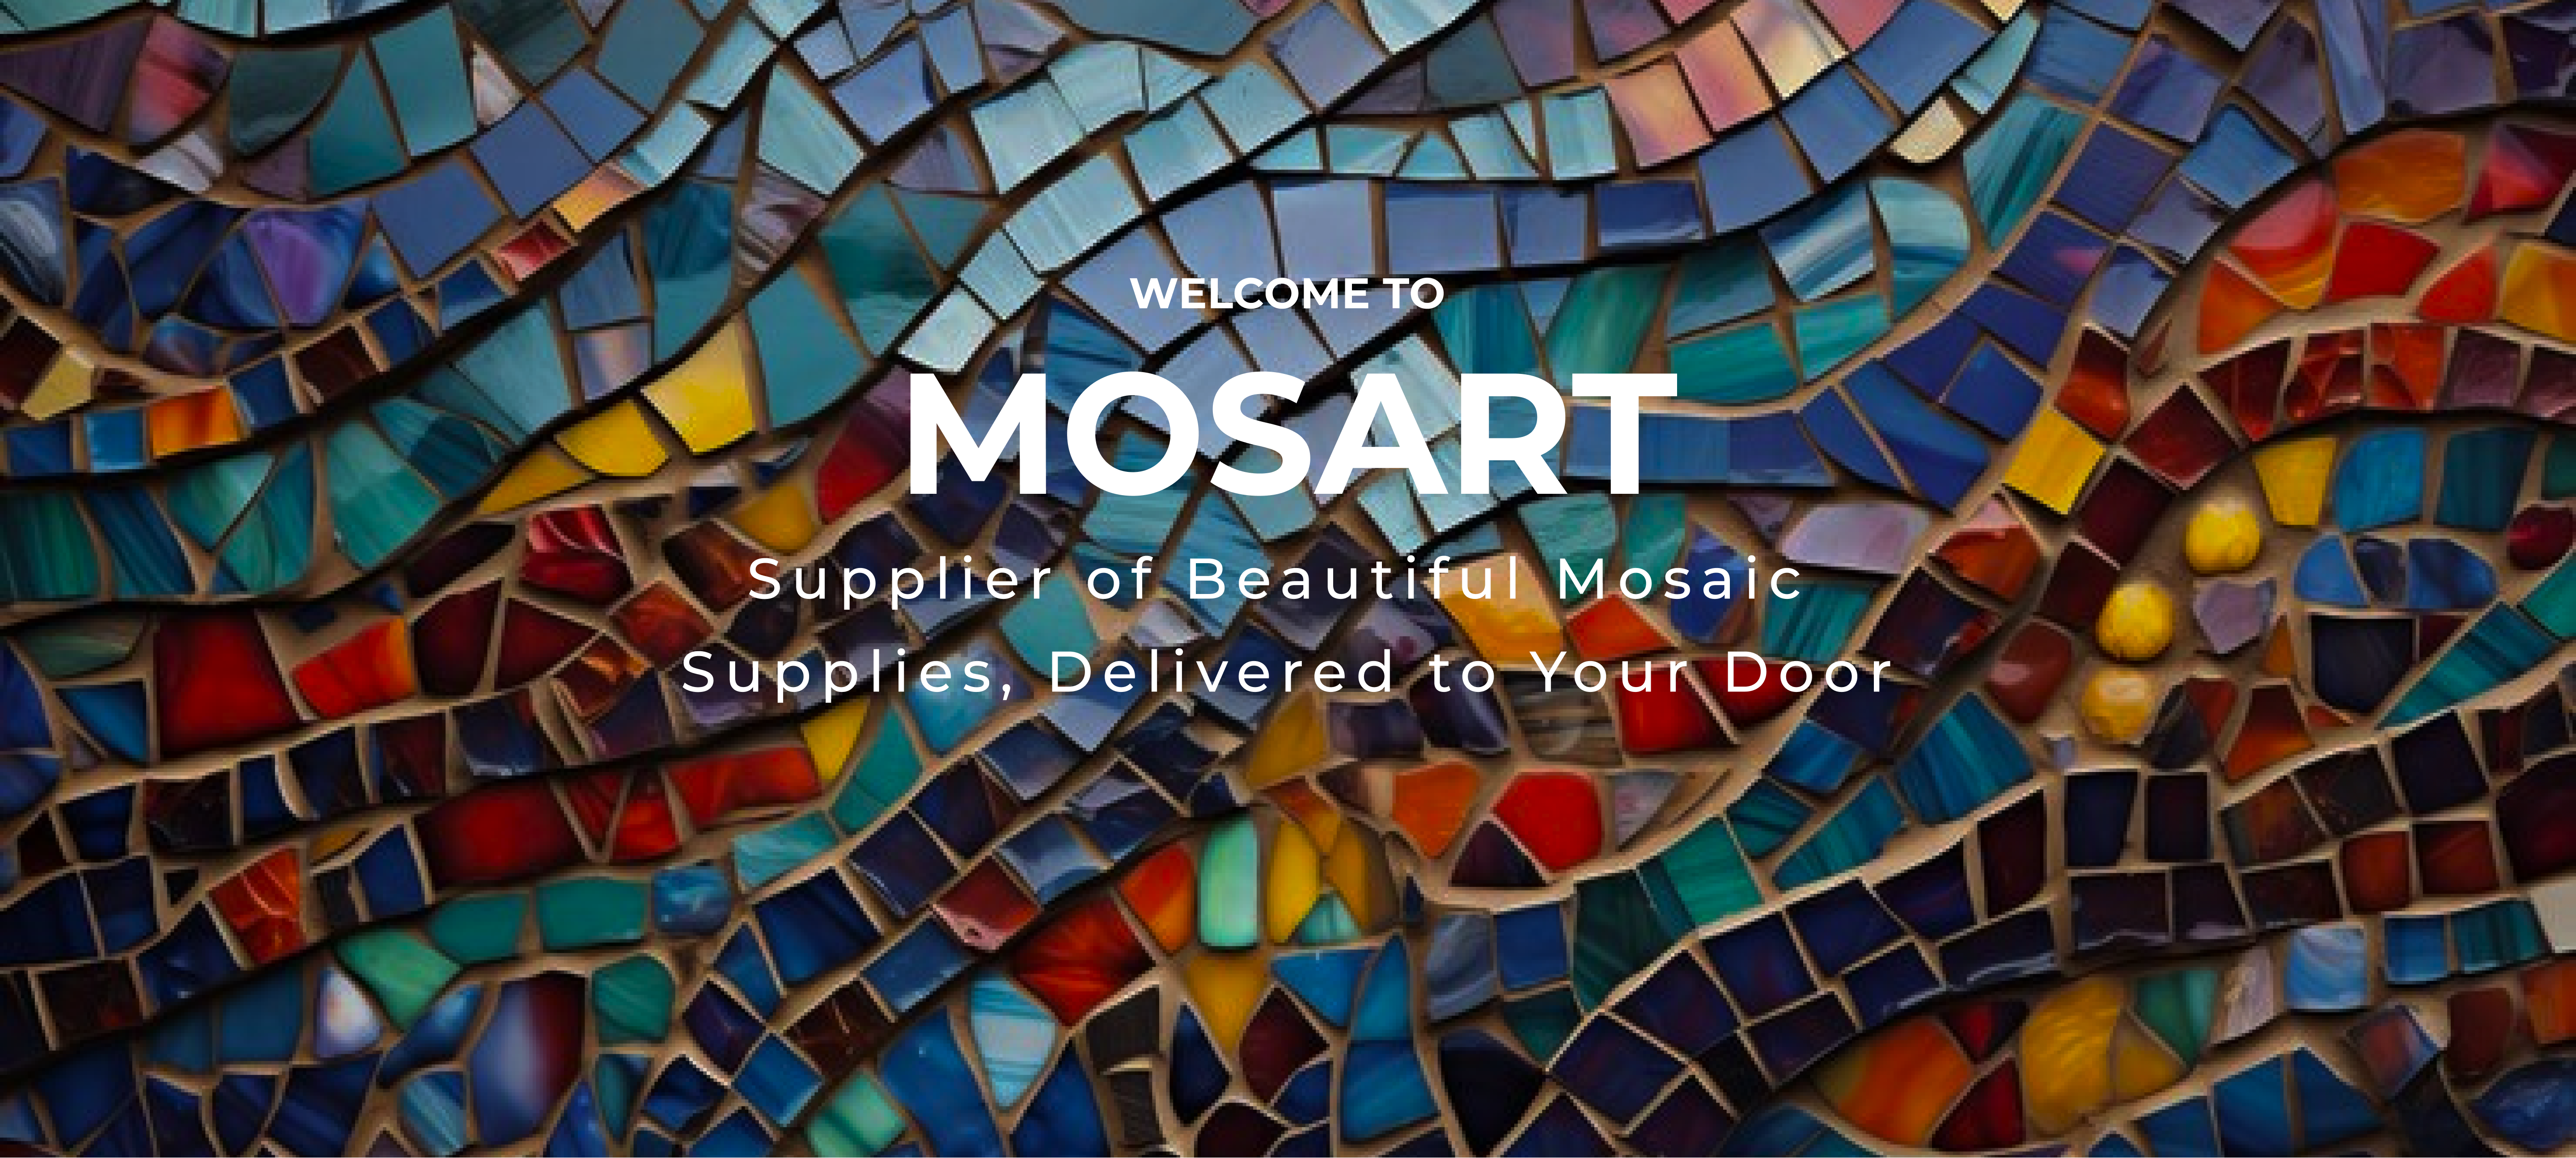 WELCOME TO
MOSART
Supplier of Beautiful Mosaic
Supplies, Delivered to Your Door